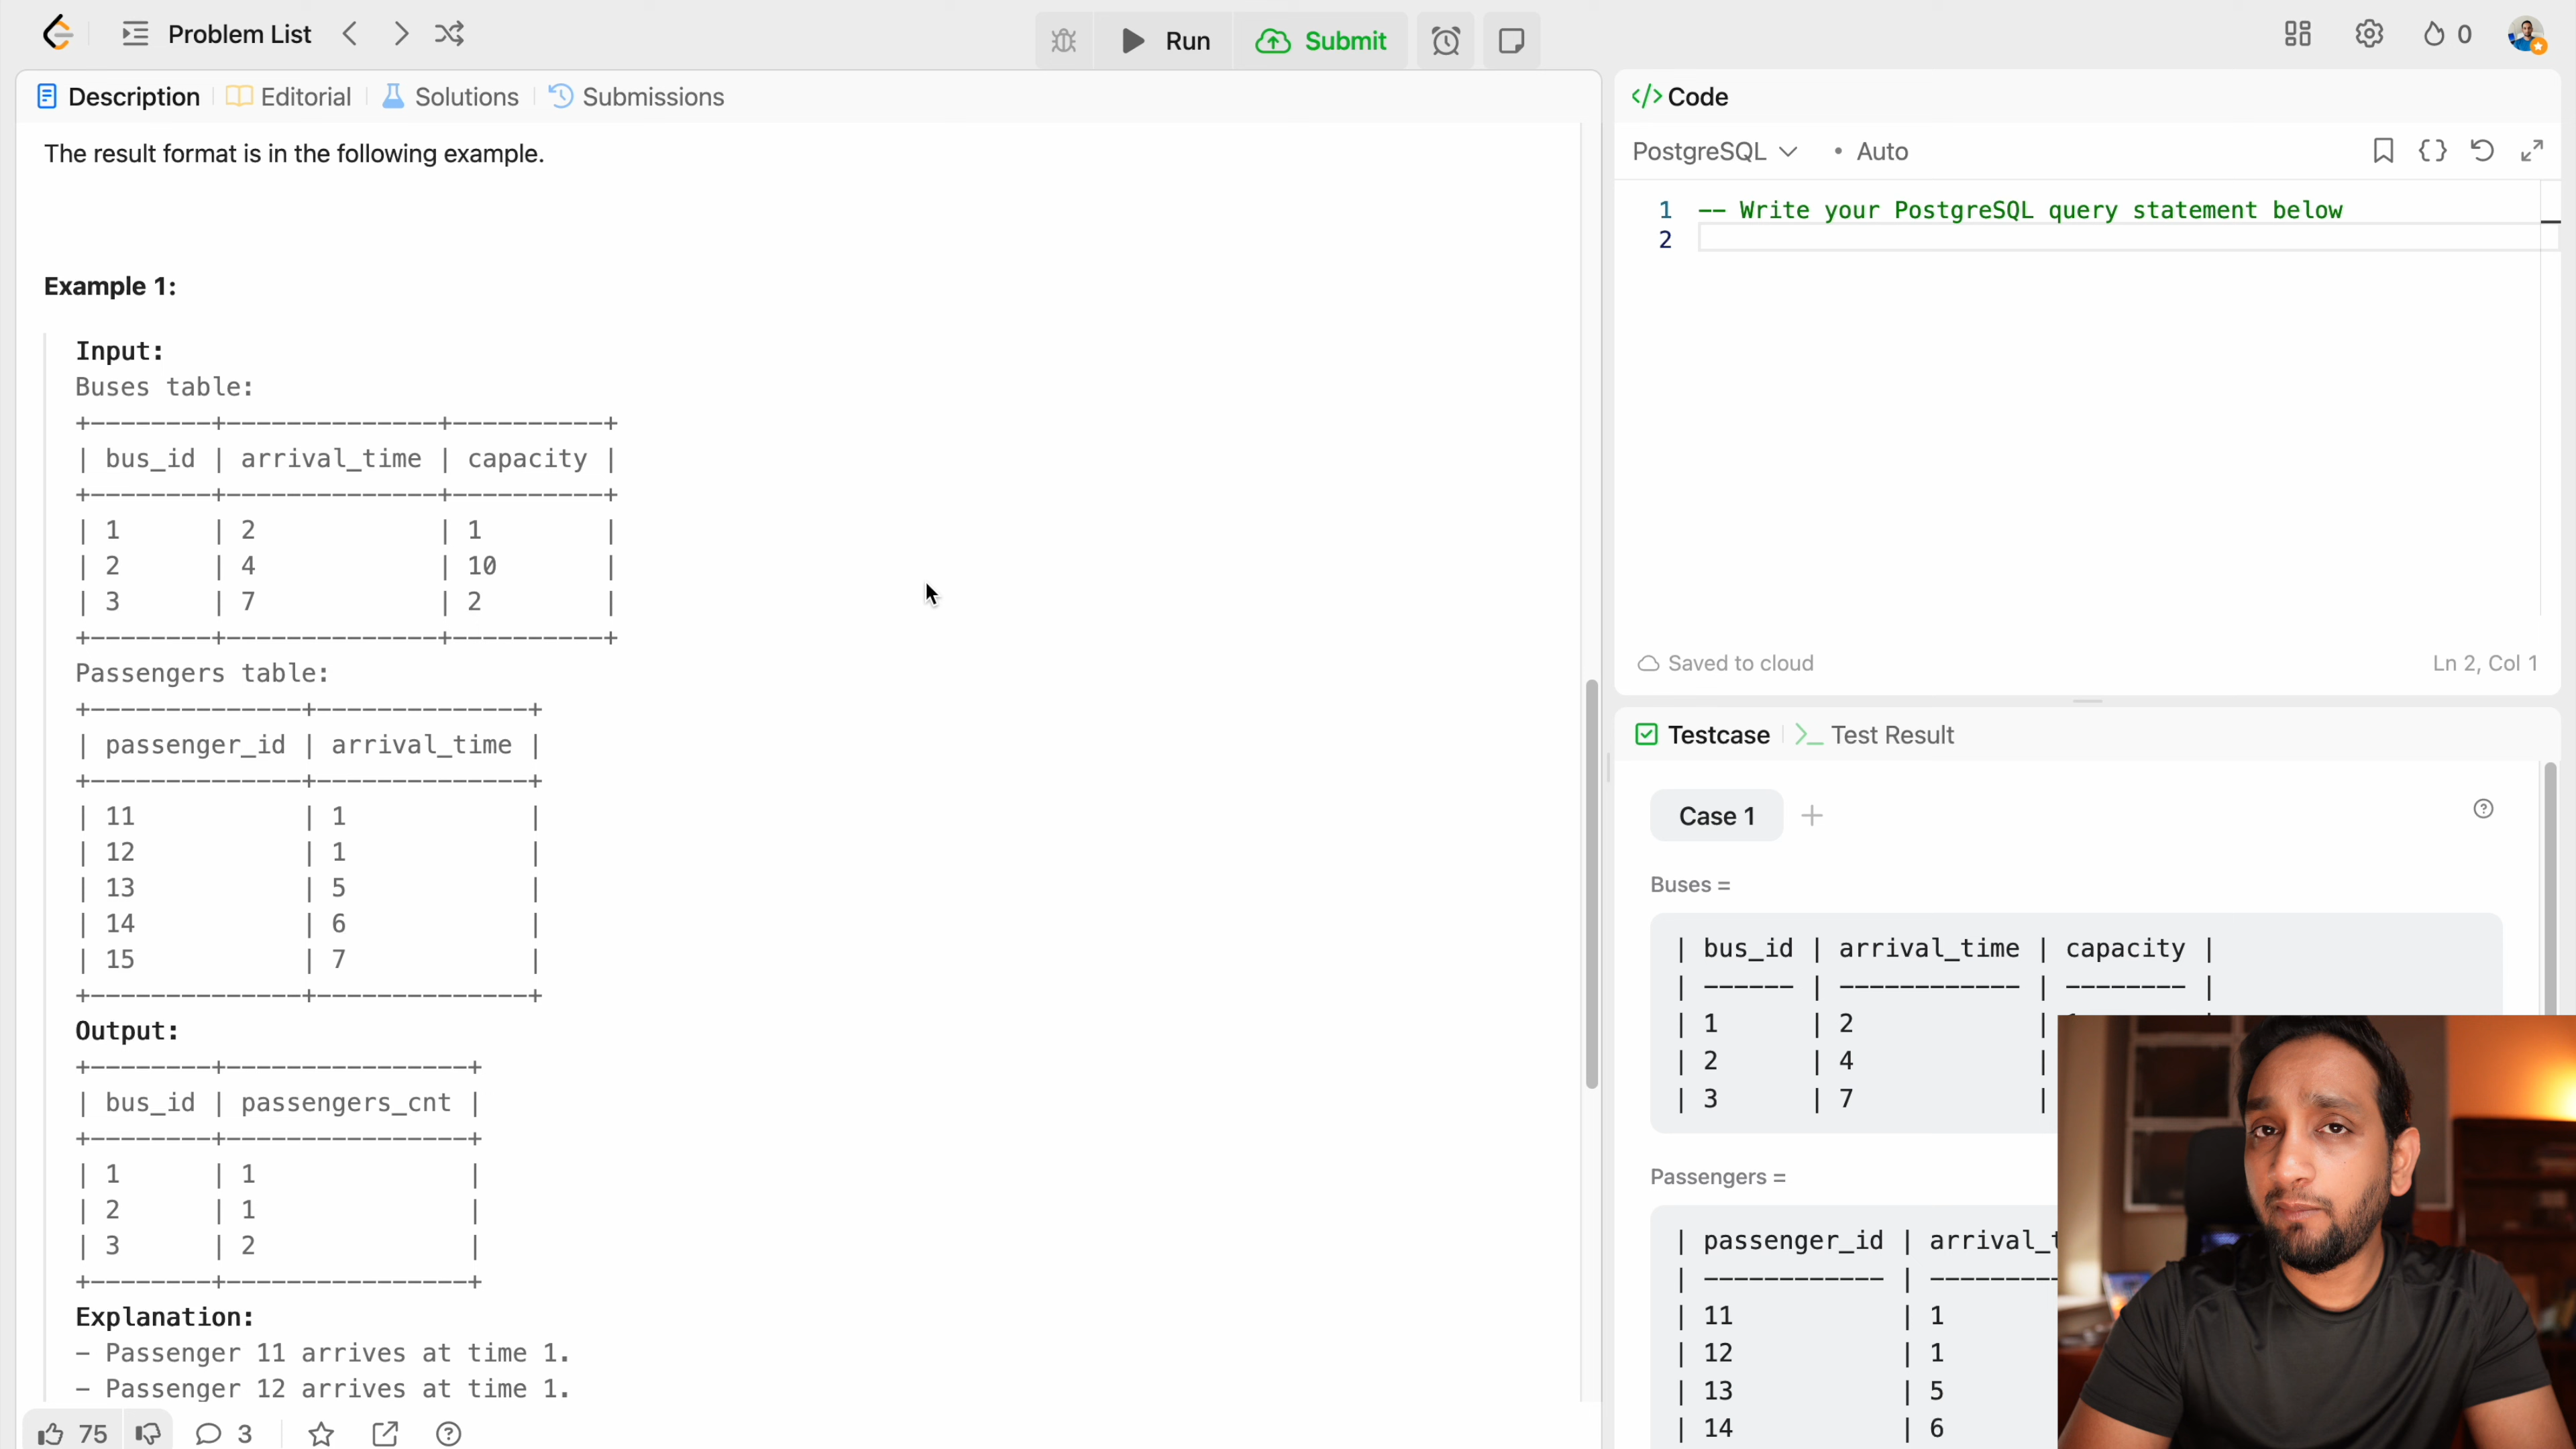 Problem List
Run
Submit
0
Description
Editorial
Solutions
Submissions
The result format is in the following example.
Example 1:
Input:
Buses table:
+--------+--------------+----------+
| bus_id | arrival_time | capacity |
+--------+--------------+----------+
| 1      | 2            | 1        |
| 2      | 4            | 10       |
| 3      | 7            | 2        |
+--------+--------------+----------+
Passengers table:
+--------------+--------------+
| passenger_id | arrival_time |
+--------------+--------------+
| 11           | 1            |
| 12           | 1            |
| 13           | 5            |
| 14           | 6            |
| 15           | 7            |
+--------------+--------------+
Output:
+--------+----------------+
| bus_id | passengers_cnt |
+--------+----------------+
| 1      | 1              |
| 2      | 1              |
| 3      | 2              |
+--------+----------------+
Explanation:
- Passenger 11 arrives at time 1.
- Passenger 12 arrives at time 1.
75
3
</> Code
PostgreSQL
• Auto
1 -- Write your PostgreSQL query statement below
2
Saved to cloud
Ln 2, Col 1
Testcase
Test Result
Case 1
Buses =
| bus_id | arrival_time | capacity |
| ------ | ------------ | -------- |
| 1      | 2            |
| 2      | 4            |
| 3      | 7            |
Passengers =
| passenger_id | arrival_t
| ------------ | ---------
| 11           | 1
| 12           | 1
| 13           | 5
| 14           | 6